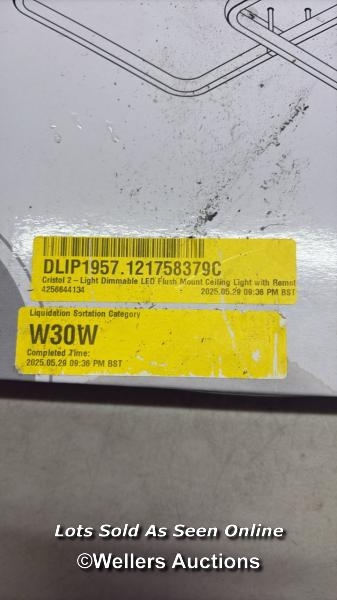 DLIP1957.121758379C
Cristol 2 - Light Dimmable LED Flush Mount Ceiling Light with Remot
4256644134 2025.05.29 09:36 PM BST
Liquidation Sortation Category
W30W
Completed Time:
2025.05.29 09:36 PM BST
Lots Sold As Seen Online
©Wellers Auctions